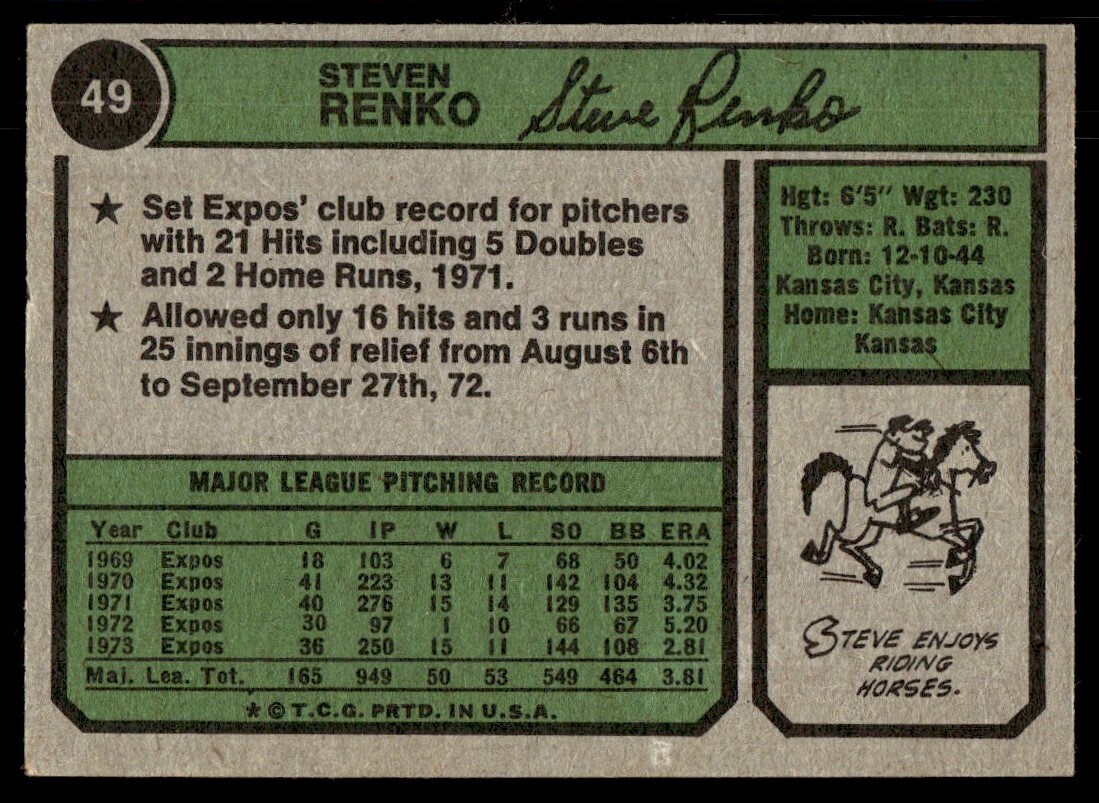 49
STEVEN
RENKO
Steve Renko
★ Set Expos' club record for pitchers
with 21 Hits including 5 Doubles
and 2 Home Runs, 1971.
★ Allowed only 16 hits and 3 runs in
25 innings of relief from August 6th
to September 27th, 72.
Hgt: 6'5" Wgt: 230
Throws: R. Bats: R.
Born: 12-10-44
Kansas City, Kansas
Home: Kansas City
Kansas
MAJOR LEAGUE PITCHING RECORD
Year Club G IP W L SO BB ERA
1969 Expos 18 103 6 7 68 50 4.02
1970 Expos 41 223 13 11 142 104 4.32
1971 Expos 40 276 15 14 129 135 3.75
1972 Expos 30 97 1 10 66 67 5.20
1973 Expos 36 250 15 11 144 108 2.81
Maj. Lea. Tot. 165 949 50 53 549 464 3.81
* © T.C.G. PRTD. IN U.S.A.
STEVE ENJOYS
RIDING
HORSES.